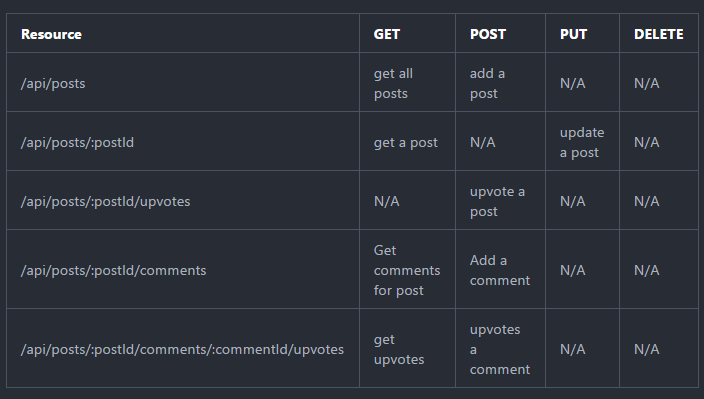 Resource GET POST PUT DELETE
/api/posts get all posts add a post N/A N/A
/api/posts/:postId get a post N/A update a post N/A
/api/posts/:postId/upvotes N/A upvote a post N/A N/A
/api/posts/:postId/comments Get comments for post Add a comment N/A N/A
/api/posts/:postId/comments/:commentId/upvotes get upvotes upvotes a comment N/A N/A